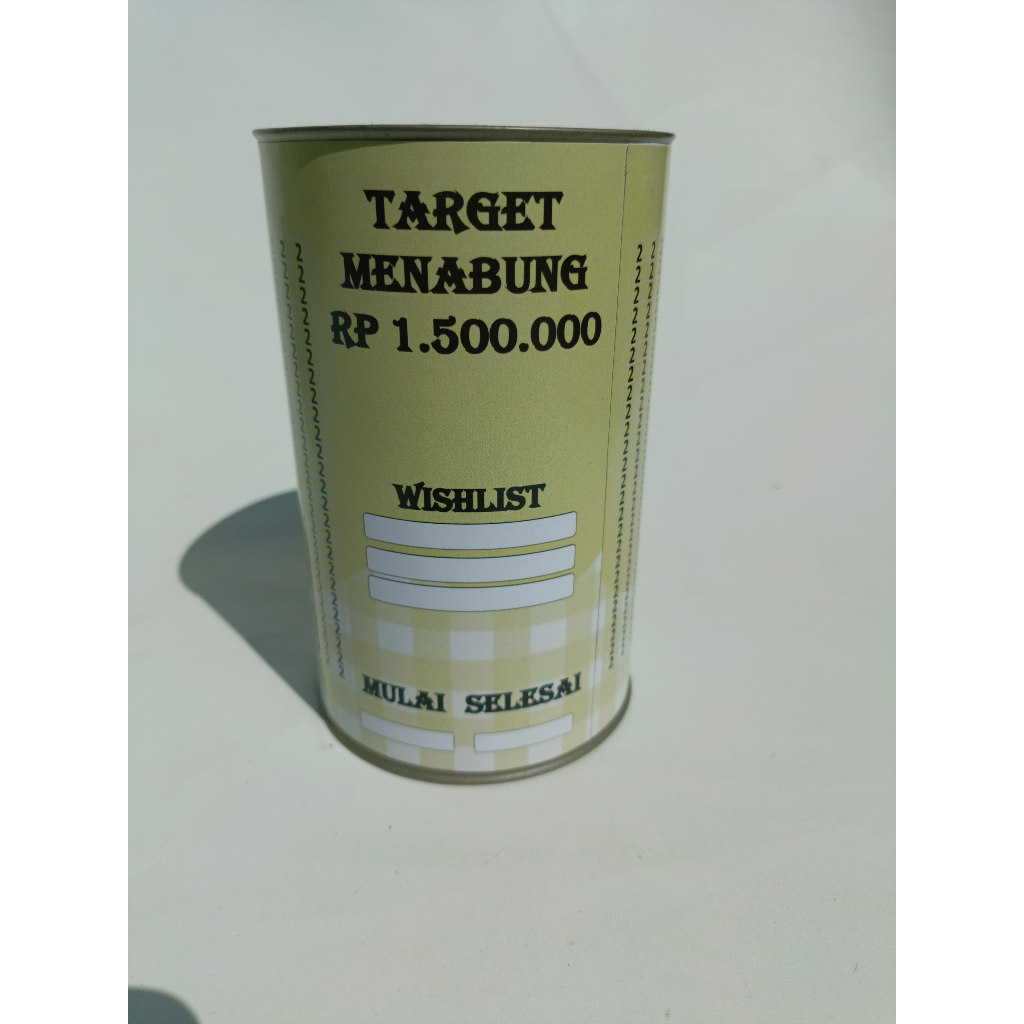 TARGET
MENABUNG
RP 1.500.000
WISHLIST
MULAI SELESAI